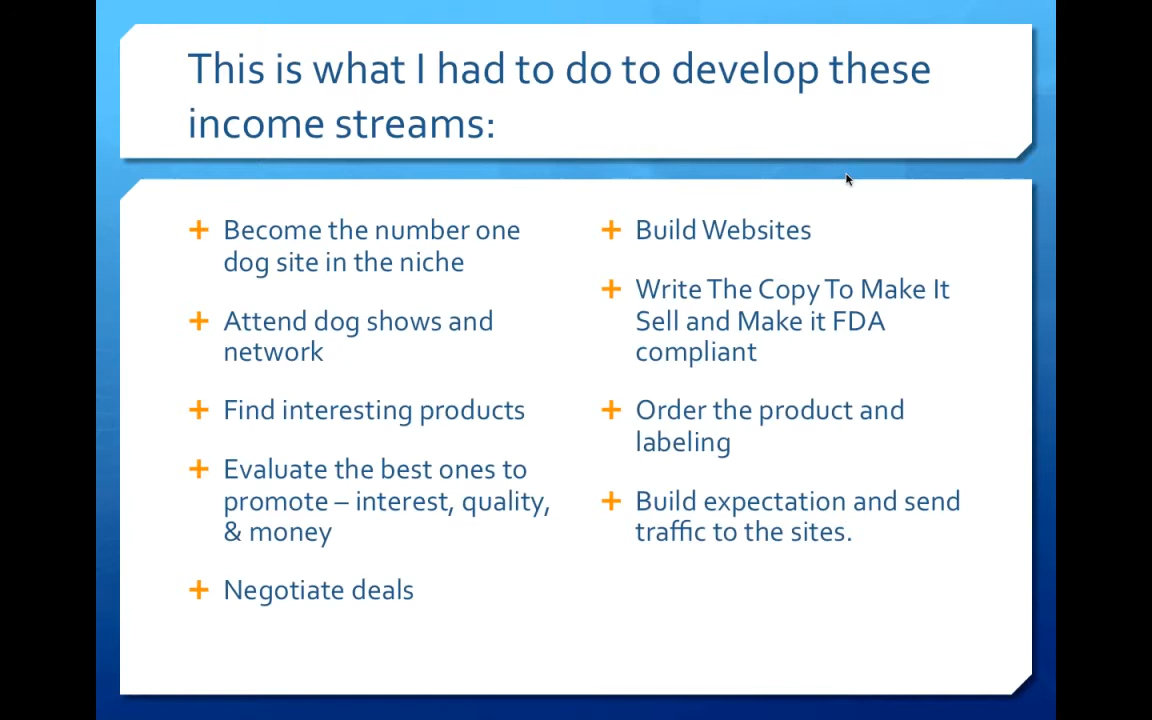 This is what I had to do to develop these
income streams:
Become the number one
dog site in the niche
Attend dog shows and
network
Find interesting products
Evaluate the best ones to
promote – interest, quality,
& money
Negotiate deals
Build Websites
Write The Copy To Make It
Sell and Make it FDA
compliant
Order the product and
labeling
Build expectation and send
traffic to the sites.